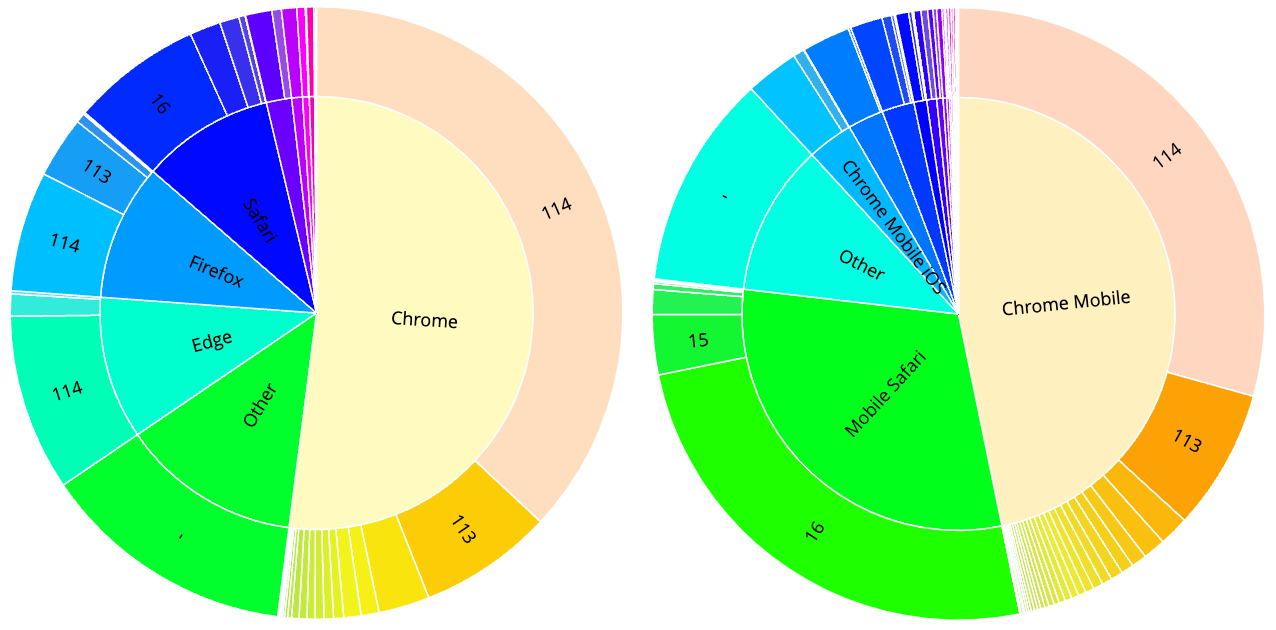 114
Chrome
113
-
Other
114
Edge
114
Firefox
113
16
Safari
114
Chrome Mobile
113
16
Mobile Safari
15
-
Other
Chrome Mobile iOS